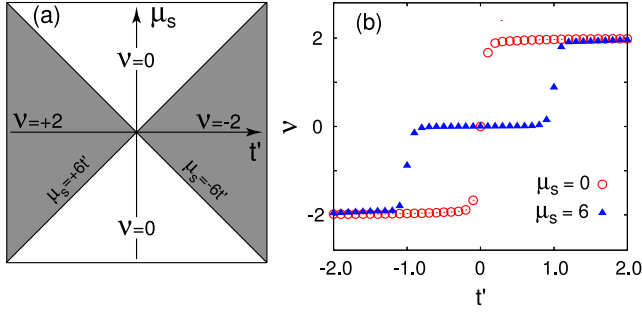 (a)
μₛ
ν=0
ν=+2
ν=-2
t'
μₛ=+6t'
μₛ=-6t'
ν=0
(b)
ν
2
0
-2
μₛ = 0
μₛ = 6
-2.0
-1.0
0
1.0
2.0
t'